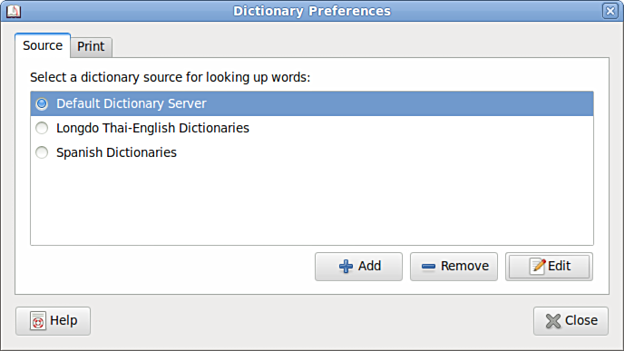 Dictionary Preferences
Source Print
Select a dictionary source for looking up words:
Default Dictionary Server
Longdo Thai-English Dictionaries
Spanish Dictionaries
Add Remove Edit
Help Close